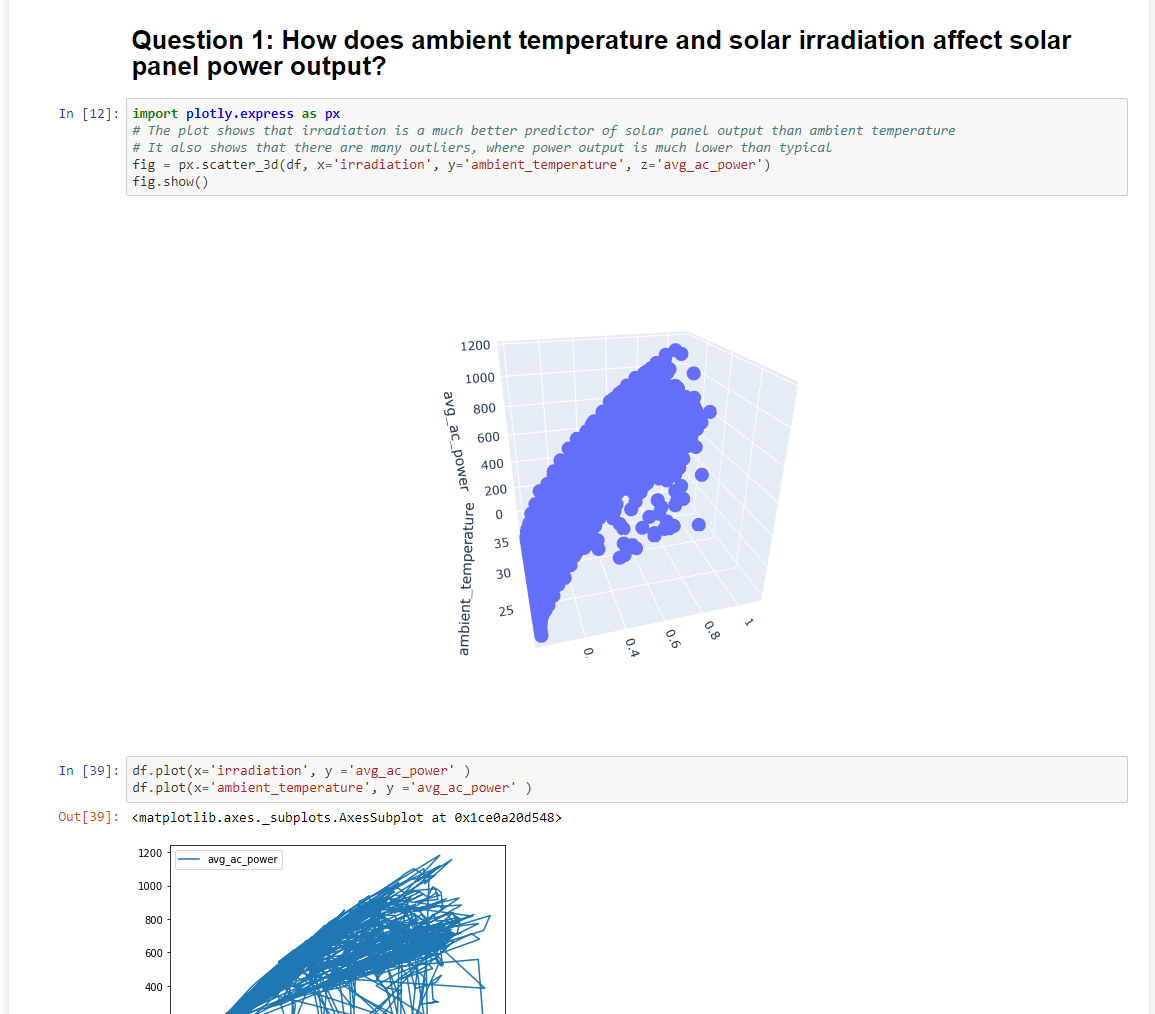 Question 1: How does ambient temperature and solar irradiation affect solar
panel power output?
In [12]:
import plotly.express as px
# The plot shows that irradiation is a much better predictor of solar panel output than ambient temperature
# It also shows that there are many outliers, where power output is much lower than typical
fig = px.scatter_3d(df, x='irradiation', y='ambient_temperature', z='avg_ac_power')
fig.show()
1200
1000
800
600
400
200
0
avg_ac_power
35
30
25
ambient_temperature
0.
0.4
0.6
0.8
1
In [39]:
df.plot(x='irradiation', y ='avg_ac_power' )
df.plot(x='ambient_temperature', y ='avg_ac_power' )
Out[39]:
<matplotlib.axes._subplots.AxesSubplot at 0x1ce0a20d548>
avg_ac_power
1200
1000
800
600
400